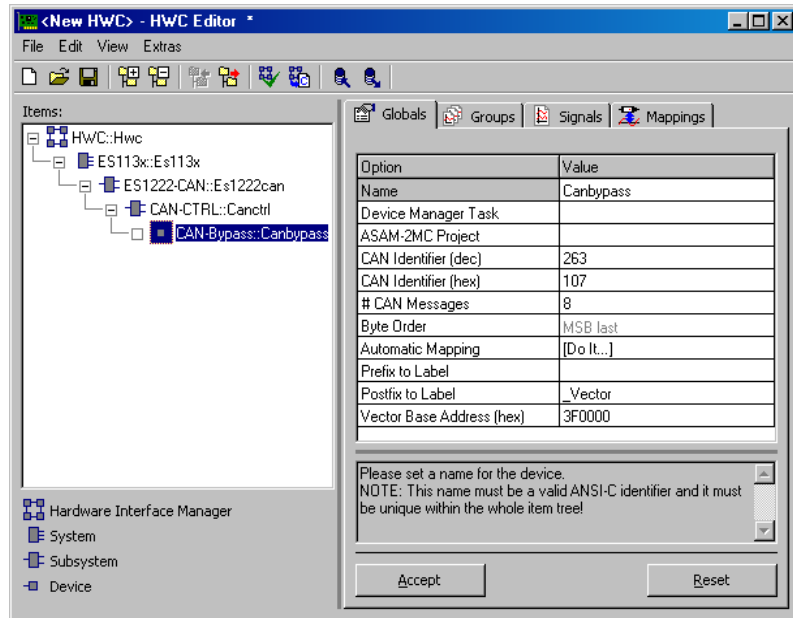 <New HWC> - HWC Editor *
File Edit View Extras
Items:
HWC::Hwc
ES113x::Es113x
ES1222-CAN::Es1222can
CAN-CTRL::Canctrl
CAN-Bypass::Canbypass
Hardware Interface Manager
System
Subsystem
Device
Globals Groups Signals Mappings
Option Value
Name Canbypass
Device Manager Task
ASAM-2MC Project
CAN Identifier (dec) 263
CAN Identifier (hex) 107
# CAN Messages 8
Byte Order MSB last
Automatic Mapping [Do It...]
Prefix to Label
Postfix to Label _Vector
Vector Base Address (hex) 3F0000
Please set a name for the device.
NOTE: This name must be a valid ANSI-C identifier and it must
be unique within the whole item tree!
Accept Reset